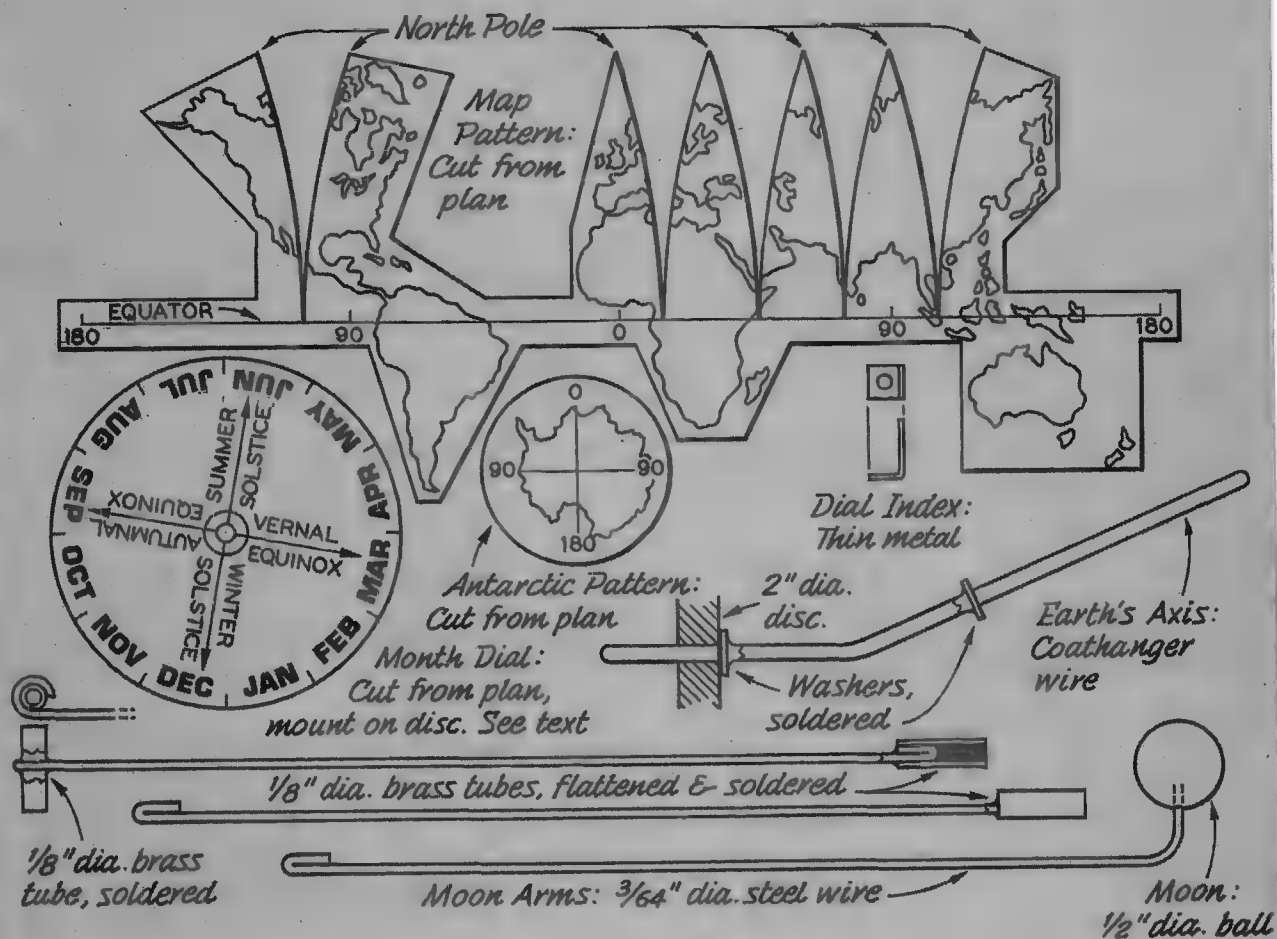 North Pole
Map
Pattern:
Cut from
plan
EQUATOR
180
90
0
90
180
JUN
MAY
APR
MAR
FEB
JAN
DEC
NOV
OCT
SEP
AUG
JUL
SUMMER
SOLSTICE
VERNAL
EQUINOX
WINTER
SOLSTICE
AUTUMNAL
EQUINOX
0
90
90
180
Dial Index:
Thin metal
Antarctic Pattern:
Cut from plan
2" dia.
disc.
Earth's Axis:
Coathanger
wire
Month Dial:
Cut from plan,
mount on disc. See text
Washers,
soldered
1/8" dia. brass tubes, flattened & soldered
1/8" dia. brass
tube, soldered
Moon Arms: 3/64" dia. steel wire
Moon:
1/2" dia. ball